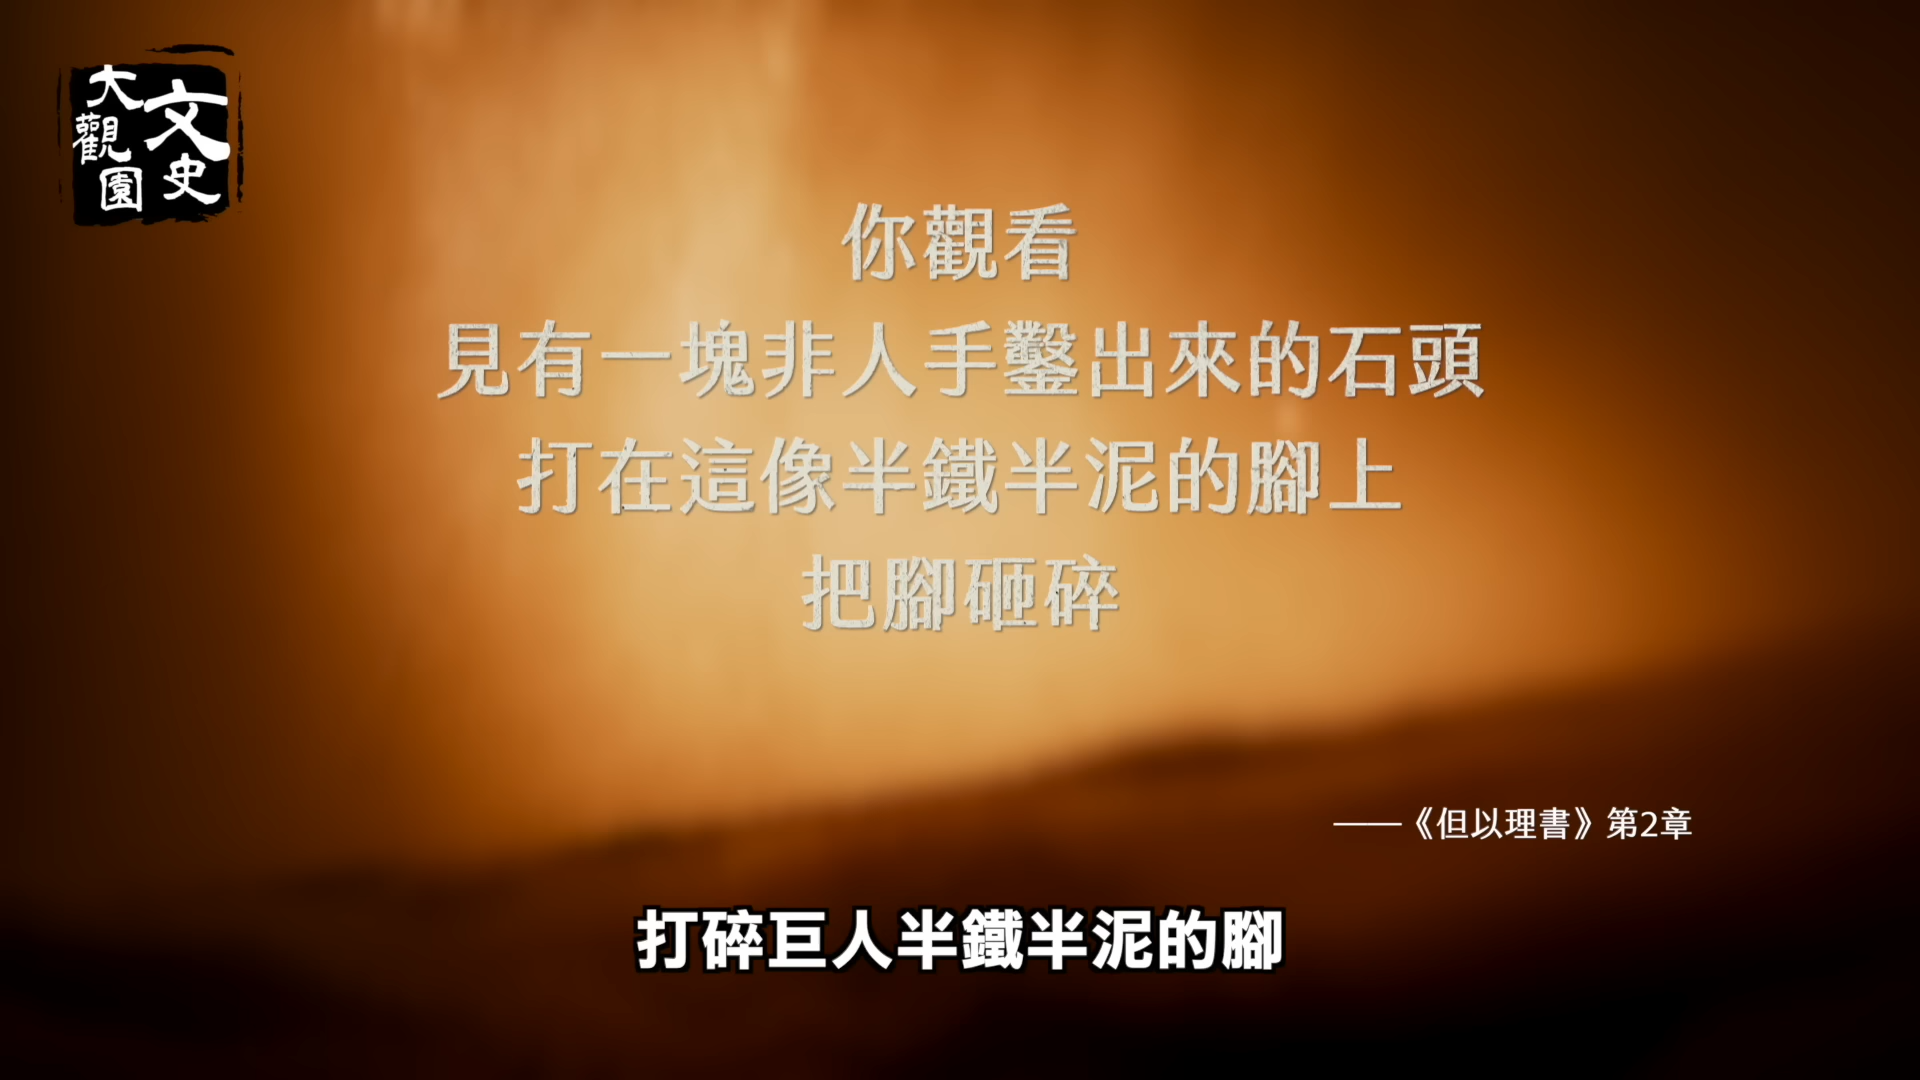 文史
大觀園
你觀看
見有一塊非人手鑿出來的石頭
打在這像半鐵半泥的腳上
把腳砸碎
——《但以理書》第2章
打碎巨人半鐵半泥的腳